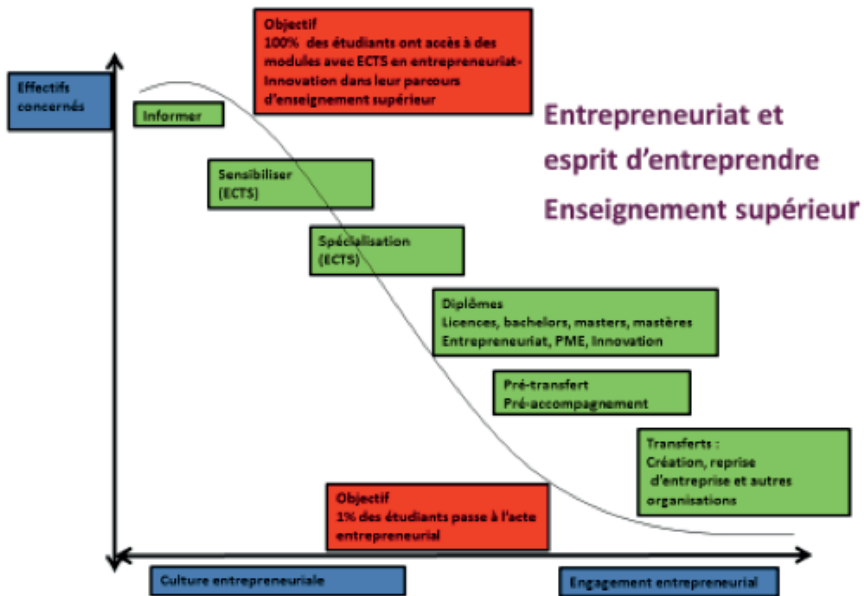 Objectif
100% des étudiants ont accès à des
modules avec ECTS en entrepreneuriat-
Innovation dans leur parcours
d'enseignement supérieur
Effectifs
concernés
Informer
Entrepreneuriat et
esprit d'entreprendre
Enseignement supérieur
Sensibiliser
(ECTS)
Spécialisation
(ECTS)
Diplômes
Licences, bachelors, masters, mastères
Entrepreneuriat, PME, Innovation
Pré-transfert
Pré-accompagnement
Transferts :
Création, reprise
d'entreprise et autres
organisations
Objectif
1% des étudiants passe à l'acte
entrepreneurial
Culture entrepreneuriale
Engagement entrepreneurial